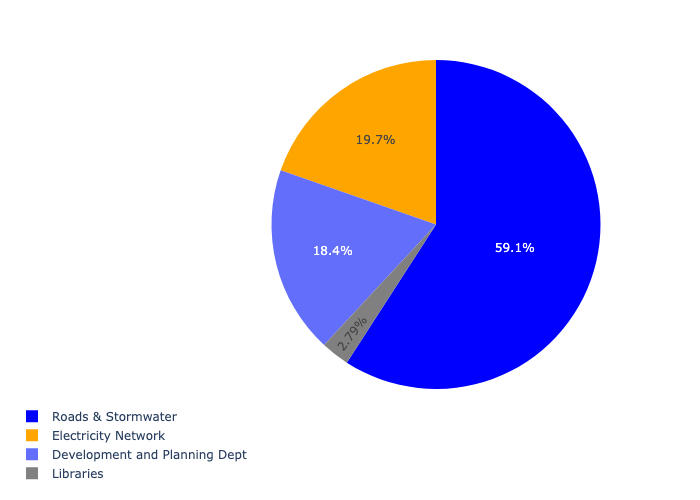 19.7%
59.1%
18.4%
2.79%
Roads & Stormwater
Electricity Network
Development and Planning Dept
Libraries